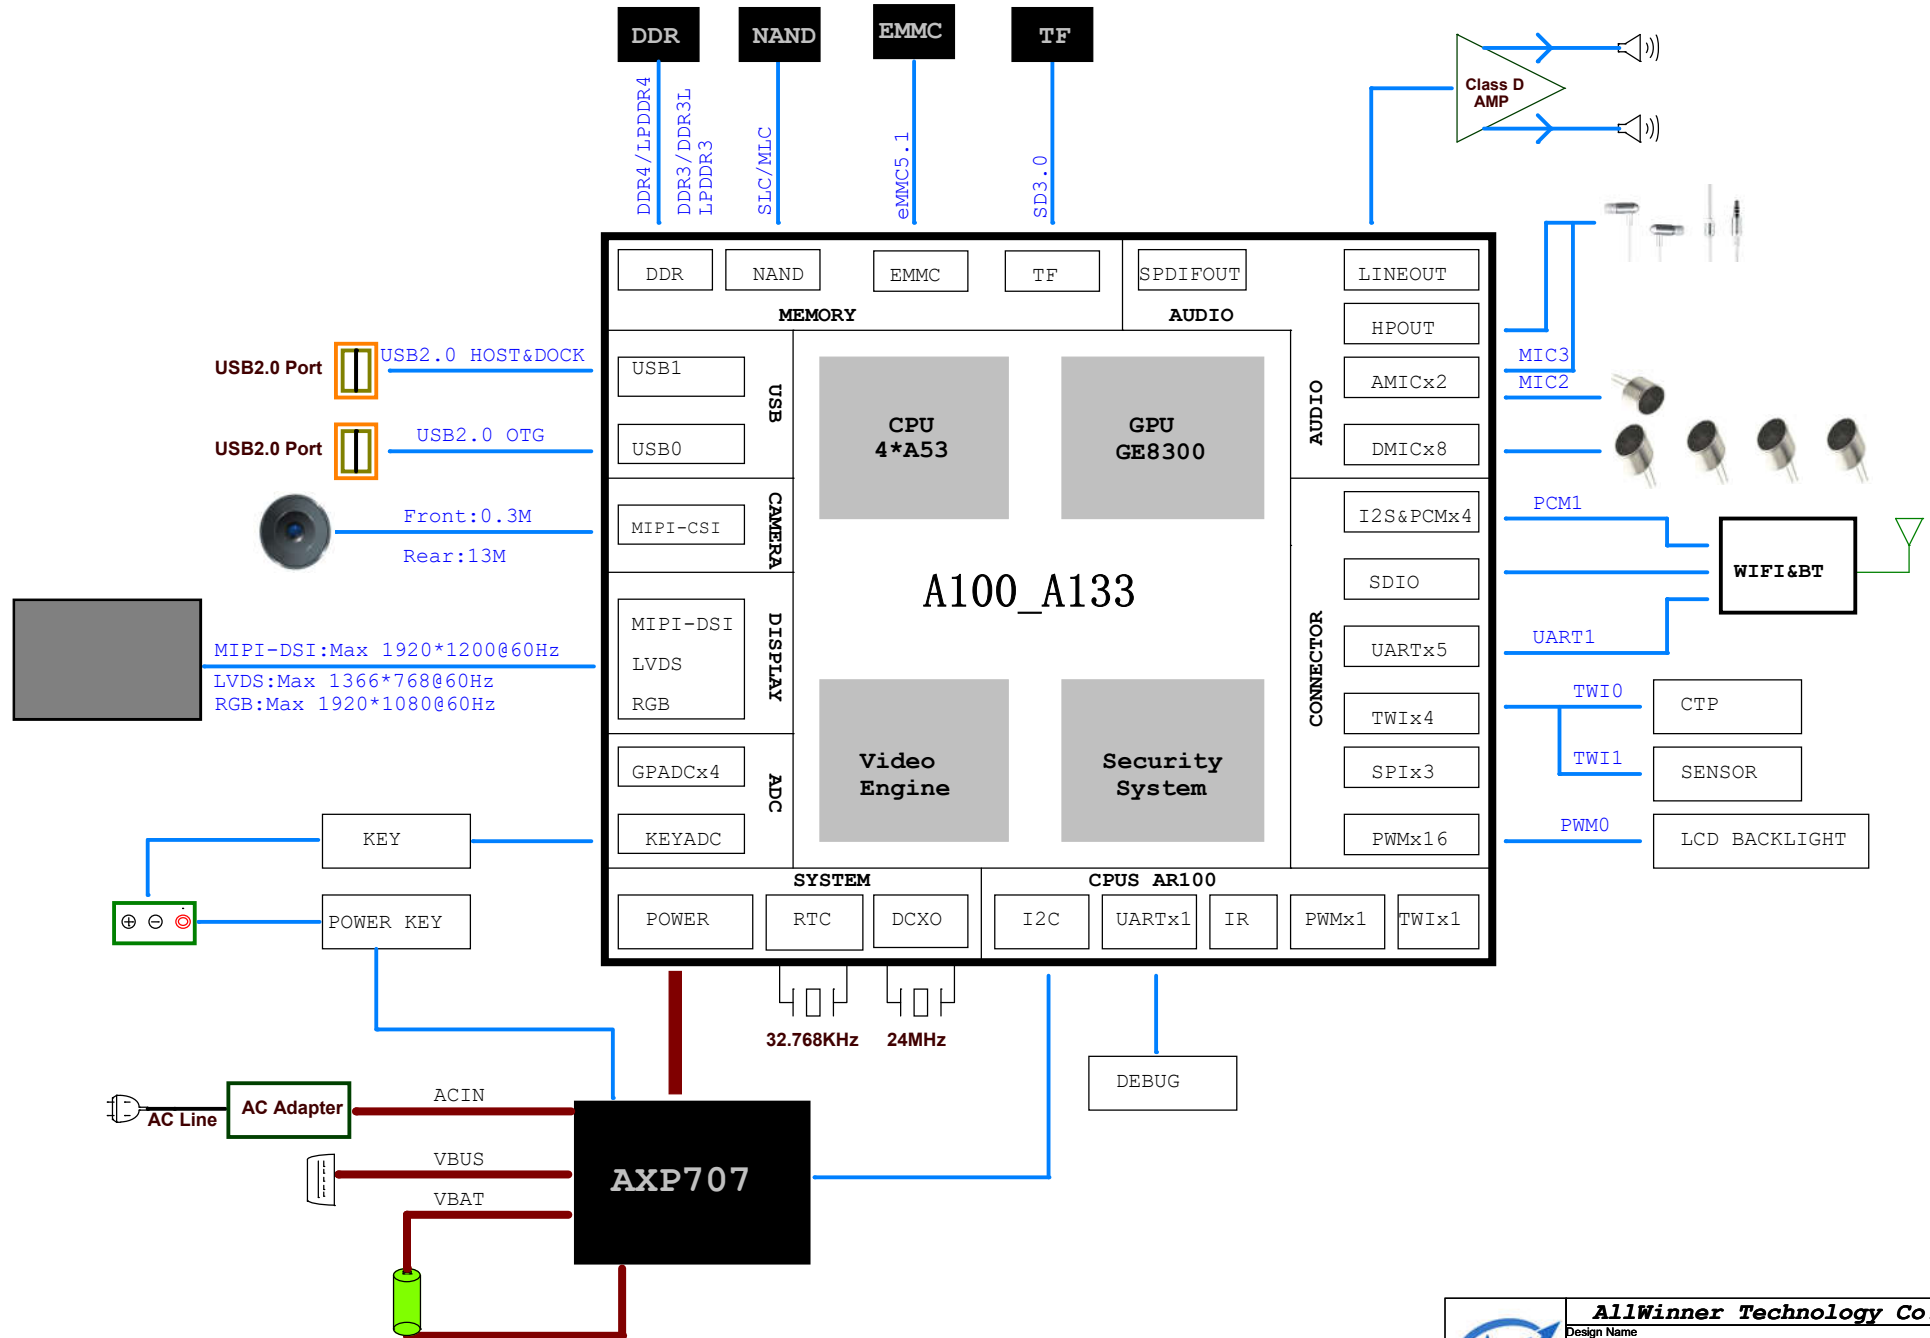 DDR
NAND
EMMC
TF
Class D
AMP
DDR4/LPDDR4
DDR3/DDR3L
LPDDR3
SLC/MLC
eMMC5.1
SD3.0
DDR
NAND
EMMC
TF
SPDIFOUT
LINEOUT
MEMORY
AUDIO
HPOUT
USB2.0 Port
USB2.0 HOST&DOCK
USB1
USB
CPU
4*A53
GPU
GE8300
AUDIO
AMICx2
MIC3
MIC2
USB2.0 Port
USB2.0 OTG
USB0
DMICx8
Front:0.3M
Rear:13M
MIPI-CSI
CAMERA
I2S&PCMx4
PCM1
A100_A133
SDIO
WIFI&BT
MIPI-DSI:Max 1920*1200@60Hz
LVDS:Max 1366*768@60Hz
RGB:Max 1920*1080@60Hz
MIPI-DSI
LVDS
RGB
DISPLAY
CONNECTOR
UARTx5
UART1
TWIx4
TWI0
CTP
TWI1
SENSOR
GPADCx4
ADC
Video
Engine
Security
System
SPIx3
KEY
KEYADC
PWMx16
PWM0
LCD BACKLIGHT
SYSTEM
CPUS AR100
POWER KEY
POWER
RTC
DCXO
I2C
UARTx1
IR
PWMx1
TWIx1
32.768KHz
24MHz
DEBUG
AC Line
AC Adapter
ACIN
VBUS
VBAT
AXP707
AllWinner Technology Co
Design Name